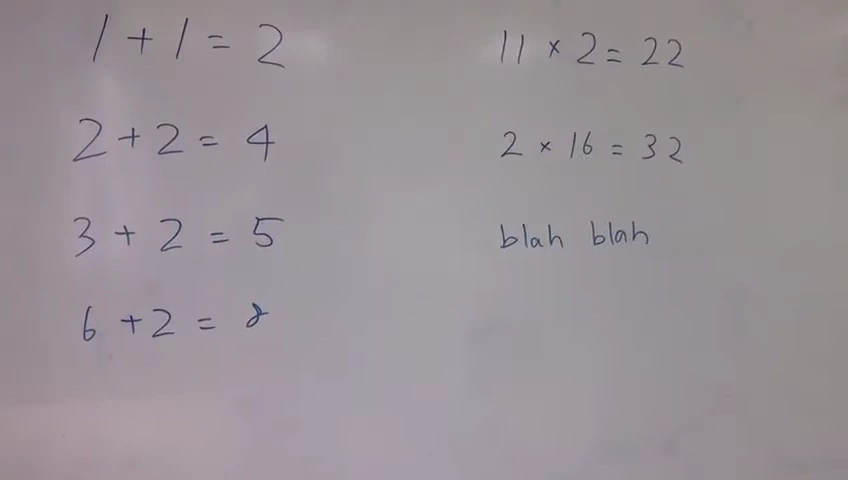 1 + 1 = 2
2 + 2 = 4
3 + 2 = 5
6 + 2 = 8
11 × 2 = 22
2 × 16 = 32
blah blah